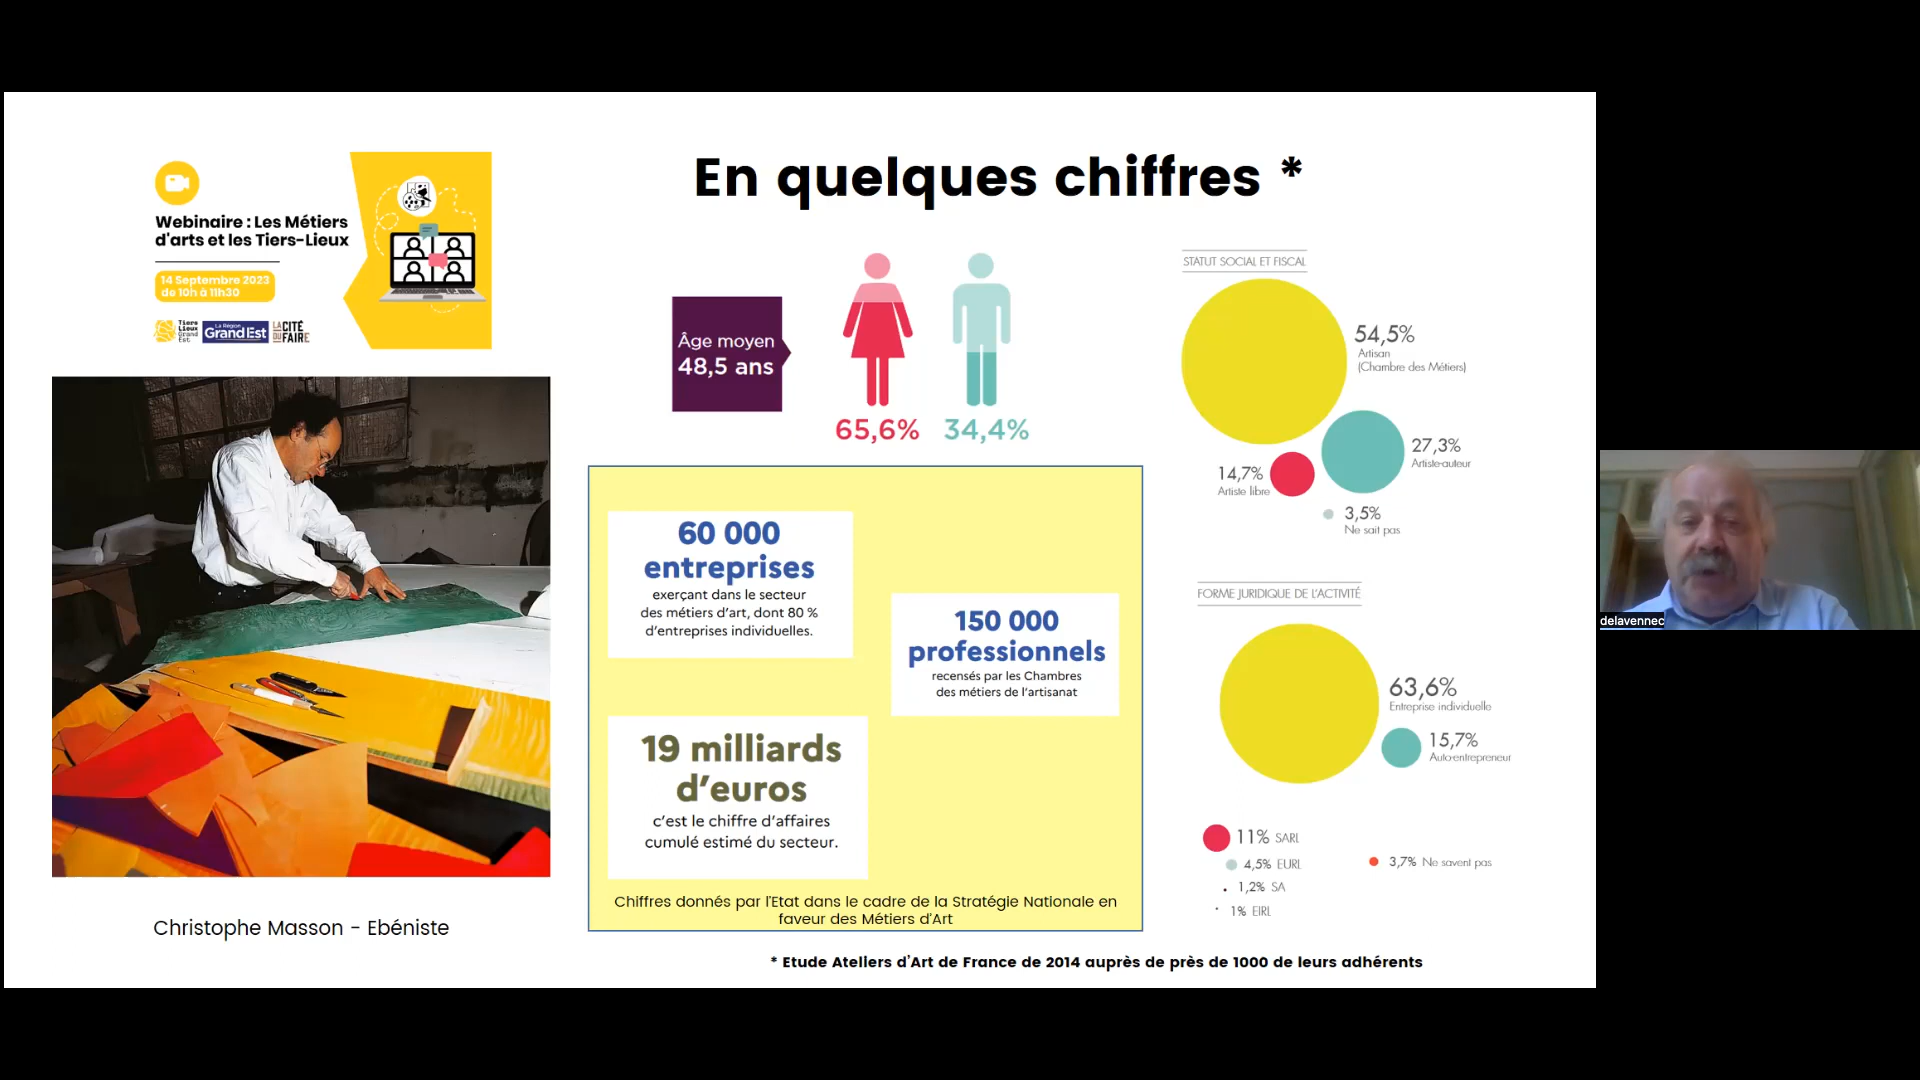 Webinaire : Les Métiers
d'arts et les Tiers-Lieux
14 Septembre 2023
de 10h à 11h30
Tiers
Lieux
Grand
Est
La Région
Grand Est
LA CITÉ
DU FAIRE
Christophe Masson - Ebéniste
En quelques chiffres *
Âge moyen
48,5 ans
65,6%
34,4%
60 000
entreprises
exerçant dans le secteur
des métiers d'art, dont 80 %
d'entreprises individuelles.
150 000
professionnels
recensés par les Chambres
des métiers de l'artisanat
19 milliards
d'euros
c'est le chiffre d'affaires
cumulé estimé du secteur.
Chiffres donnés par l'Etat dans le cadre de la Stratégie Nationale en
faveur des Métiers d'Art
STATUT SOCIAL ET FISCAL
54,5%
Artisan
(Chambre des Métiers)
27,3%
Artiste-auteur
14,7%
Artiste libre
3,5%
Ne sait pas
FORME JURIDIQUE DE L'ACTIVITÉ
63,6%
Entreprise individuelle
15,7%
Auto-entrepreneur
11% SARL
4,5% EURL
3,7% Ne savent pas
1,2% SA
1% EIRL
* Etude Ateliers d'Art de France de 2014 auprès de près de 1000 de leurs adhérents
delavennec